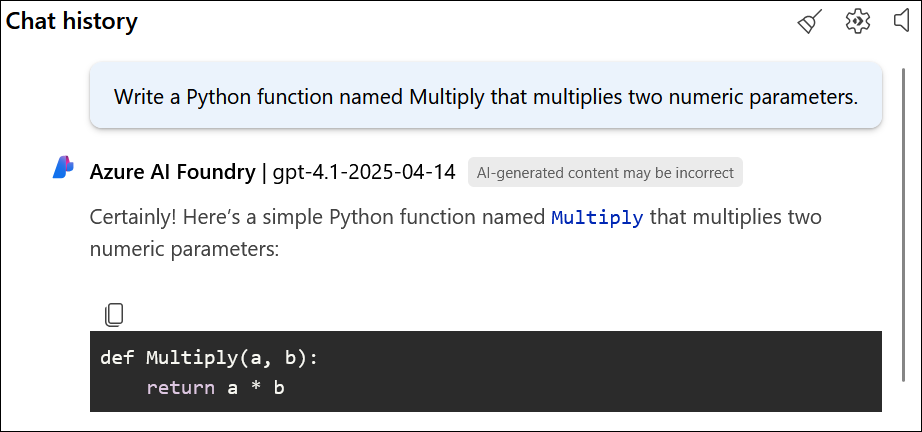 Chat history
Write a Python function named Multiply that multiplies two numeric parameters.
Azure AI Foundry | gpt-4.1-2025-04-14 AI-generated content may be incorrect
Certainly! Here’s a simple Python function named Multiply that multiplies two
numeric parameters:
def Multiply(a, b):
    return a * b